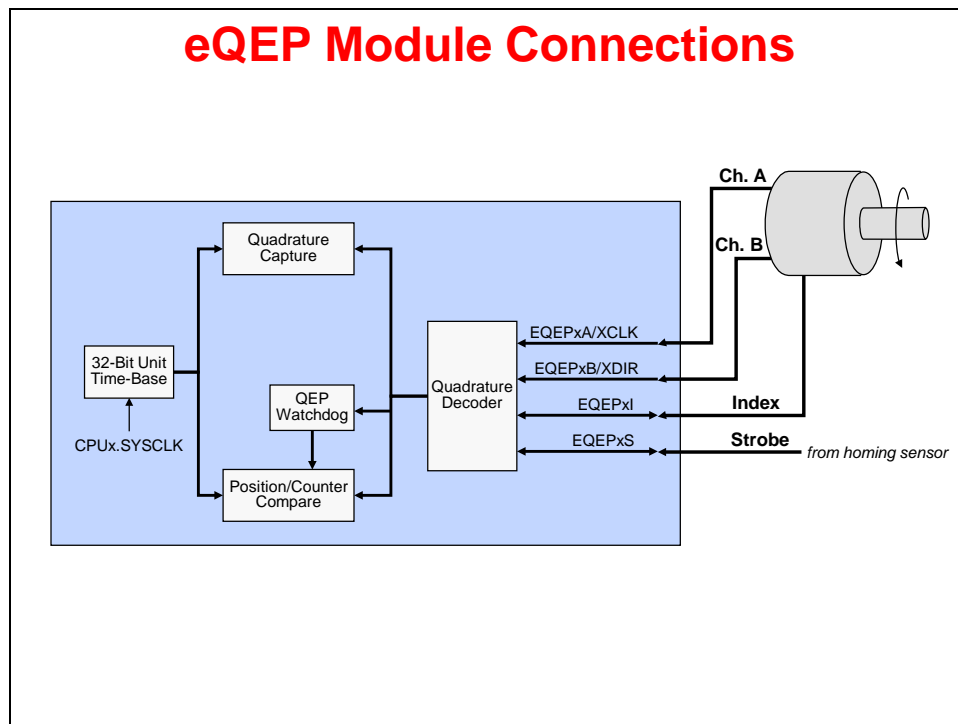 eQEP Module Connections
Ch. A
Quadrature
Capture
Ch. B
EQEPxA/XCLK
32-Bit Unit
Time-Base
EQEPxB/XDIR
Quadrature
Decoder
QEP
Watchdog
EQEPxI
Index
CPUx.SYSCLK
EQEPxS
Strobe
from homing sensor
Position/Counter
Compare